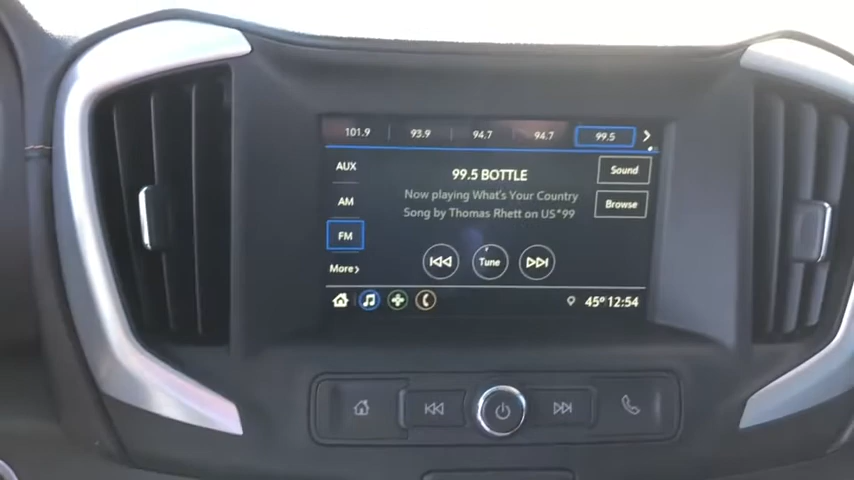 101.9 93.9 94.7 94.7 99.5
AUX
99.5 BOTTLE
Sound
Now playing What's Your Country
AM
Browse
Song by Thomas Rhett on US*99
FM
Tune
More
45° 12:54